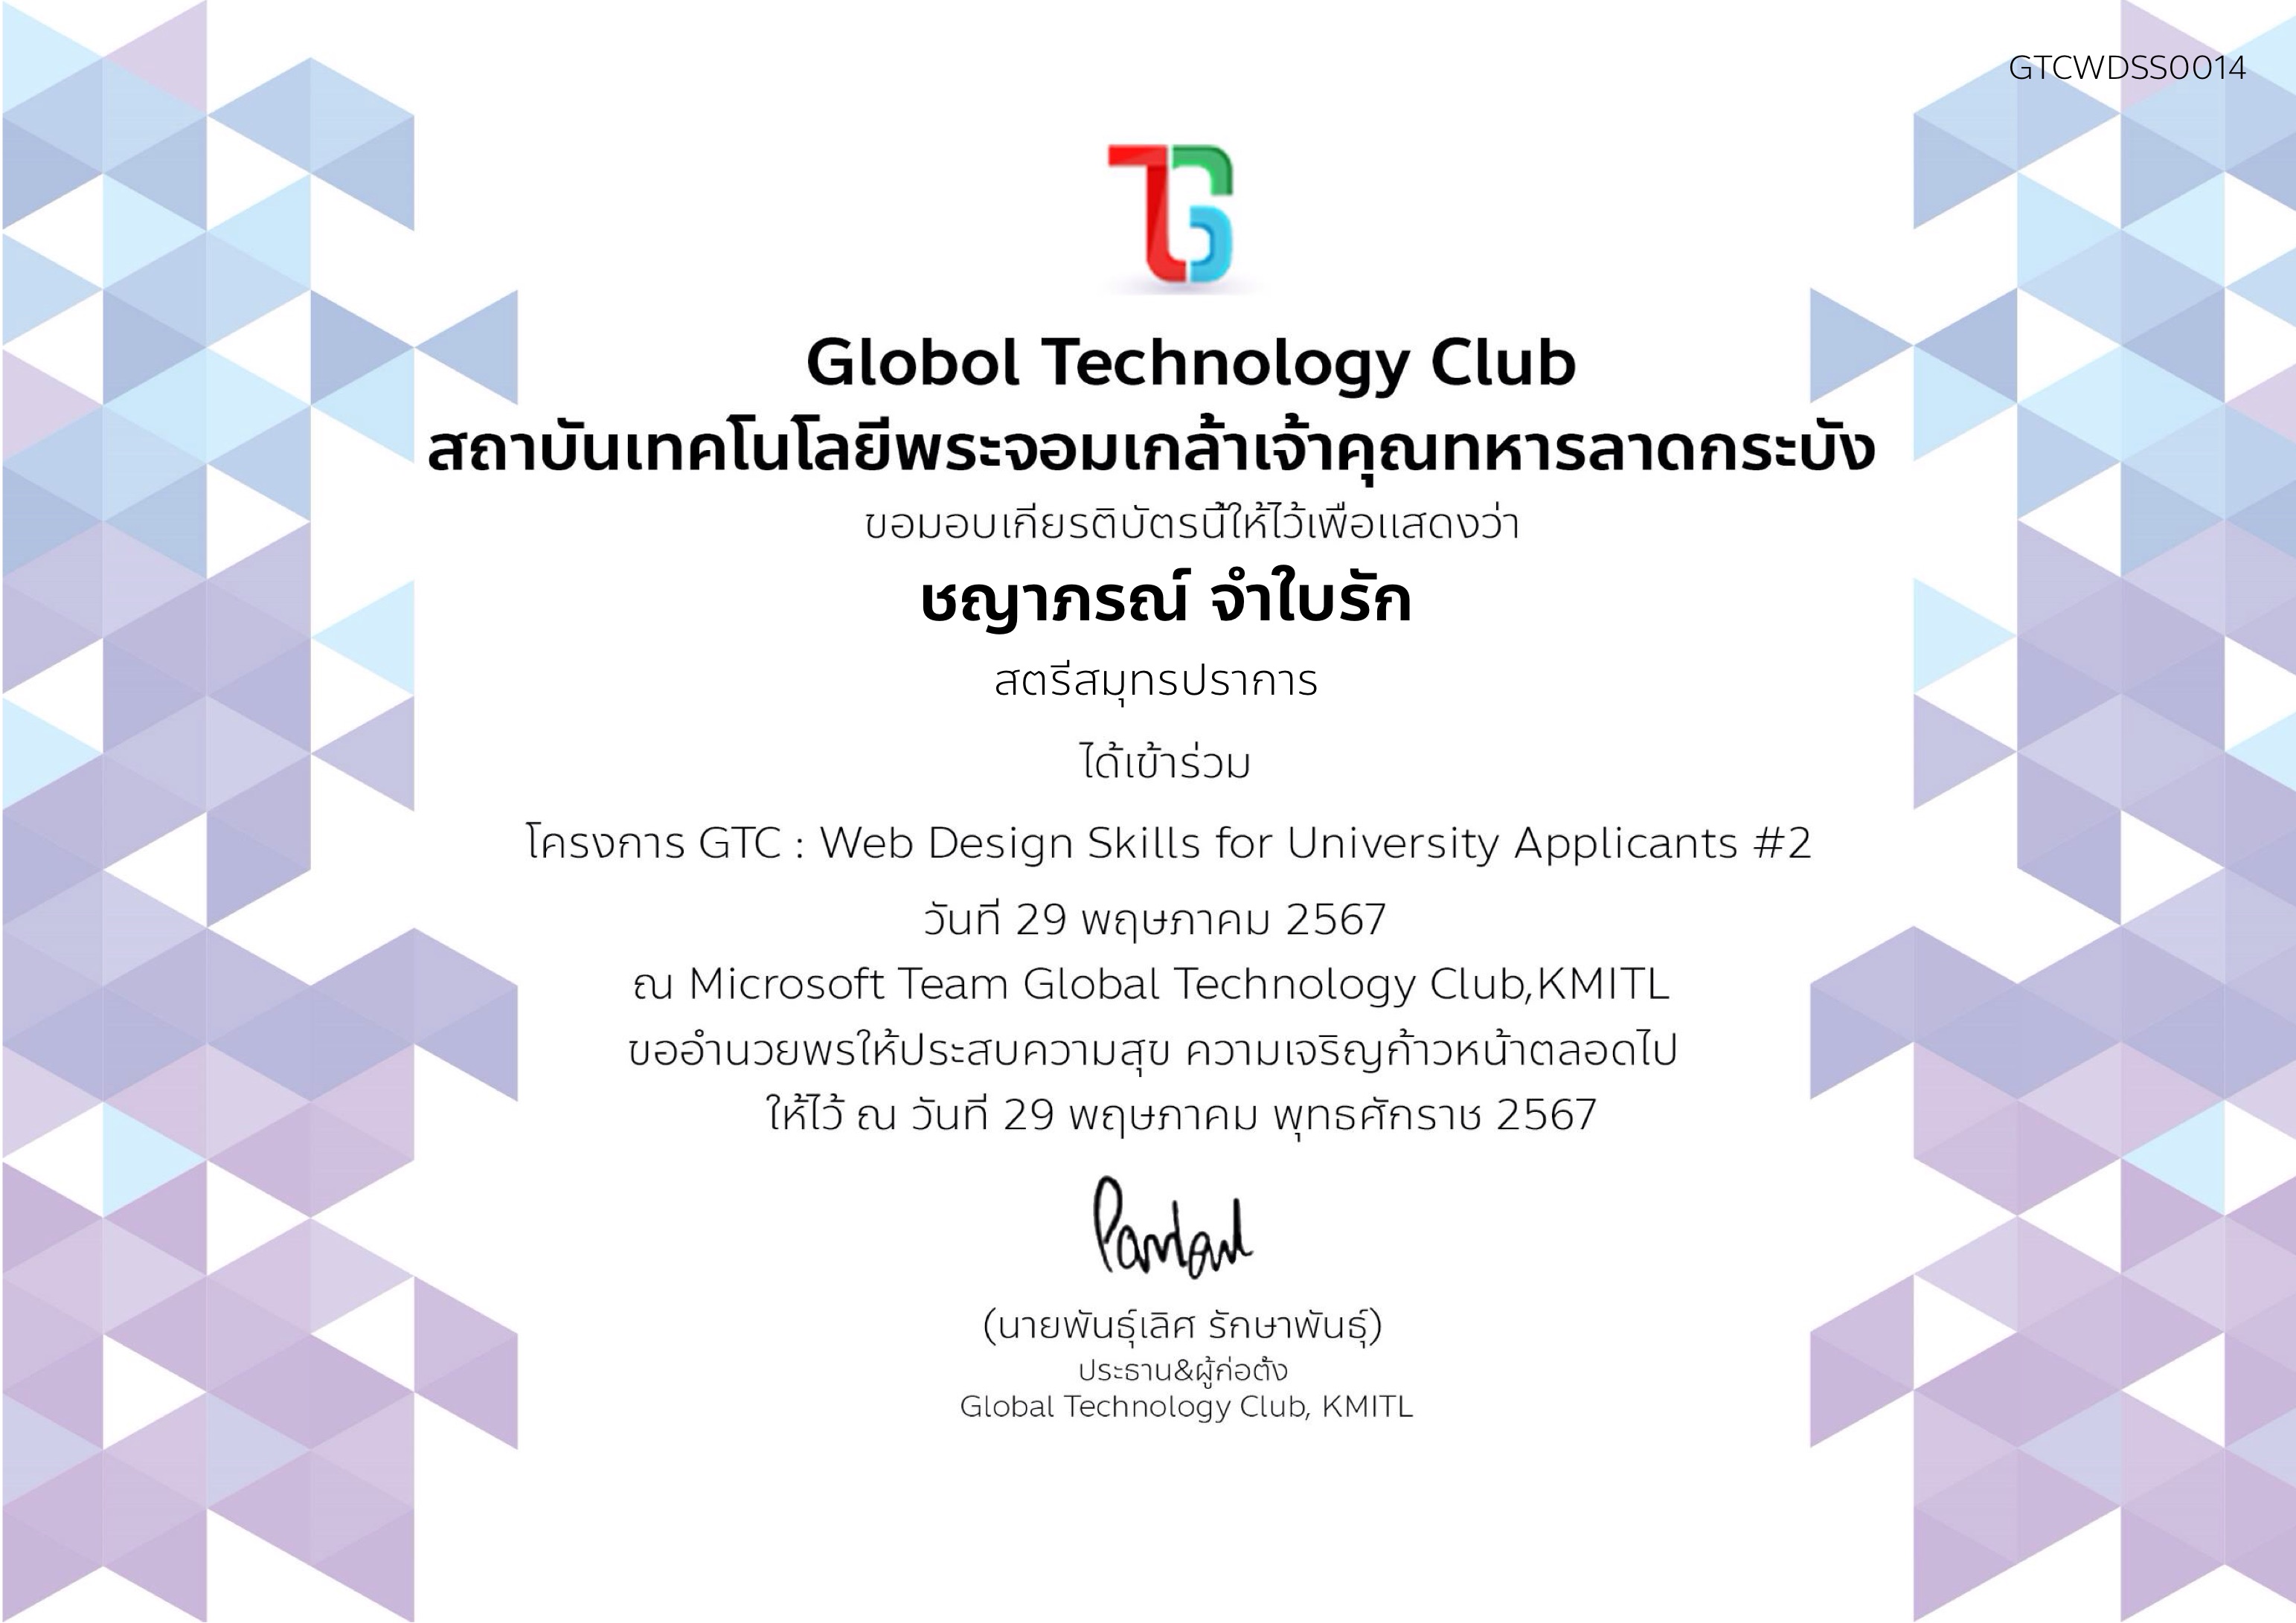 GTCWDSS0014
Globol Technology Club
สถาบันเทคโนโลยีพระจอมเกล้าเจ้าคุณทหารลาดกระบัง
ขอมอบเกียรติบัตรนี้ให้ไว้เพื่อแสดงว่า
ชญาภรณ์ จำใบรัก
สตรีสมุทรปราการ
ได้เข้าร่วม
โครงการ GTC : Web Design Skills for University Applicants #2
วันที่ 29 พฤษภาคม 2567
ณ Microsoft Team Global Technology Club,KMITL
ขออำนวยพรให้ประสบความสุข ความเจริญก้าวหน้าตลอดไป
ให้ไว้ ณ วันที่ 29 พฤษภาคม พุทธศักราช 2567
(นายพันธุ์เลิศ รักษาพันธุ์)
ประธาน&ผู้ก่อตั้ง
Global Technology Club, KMITL